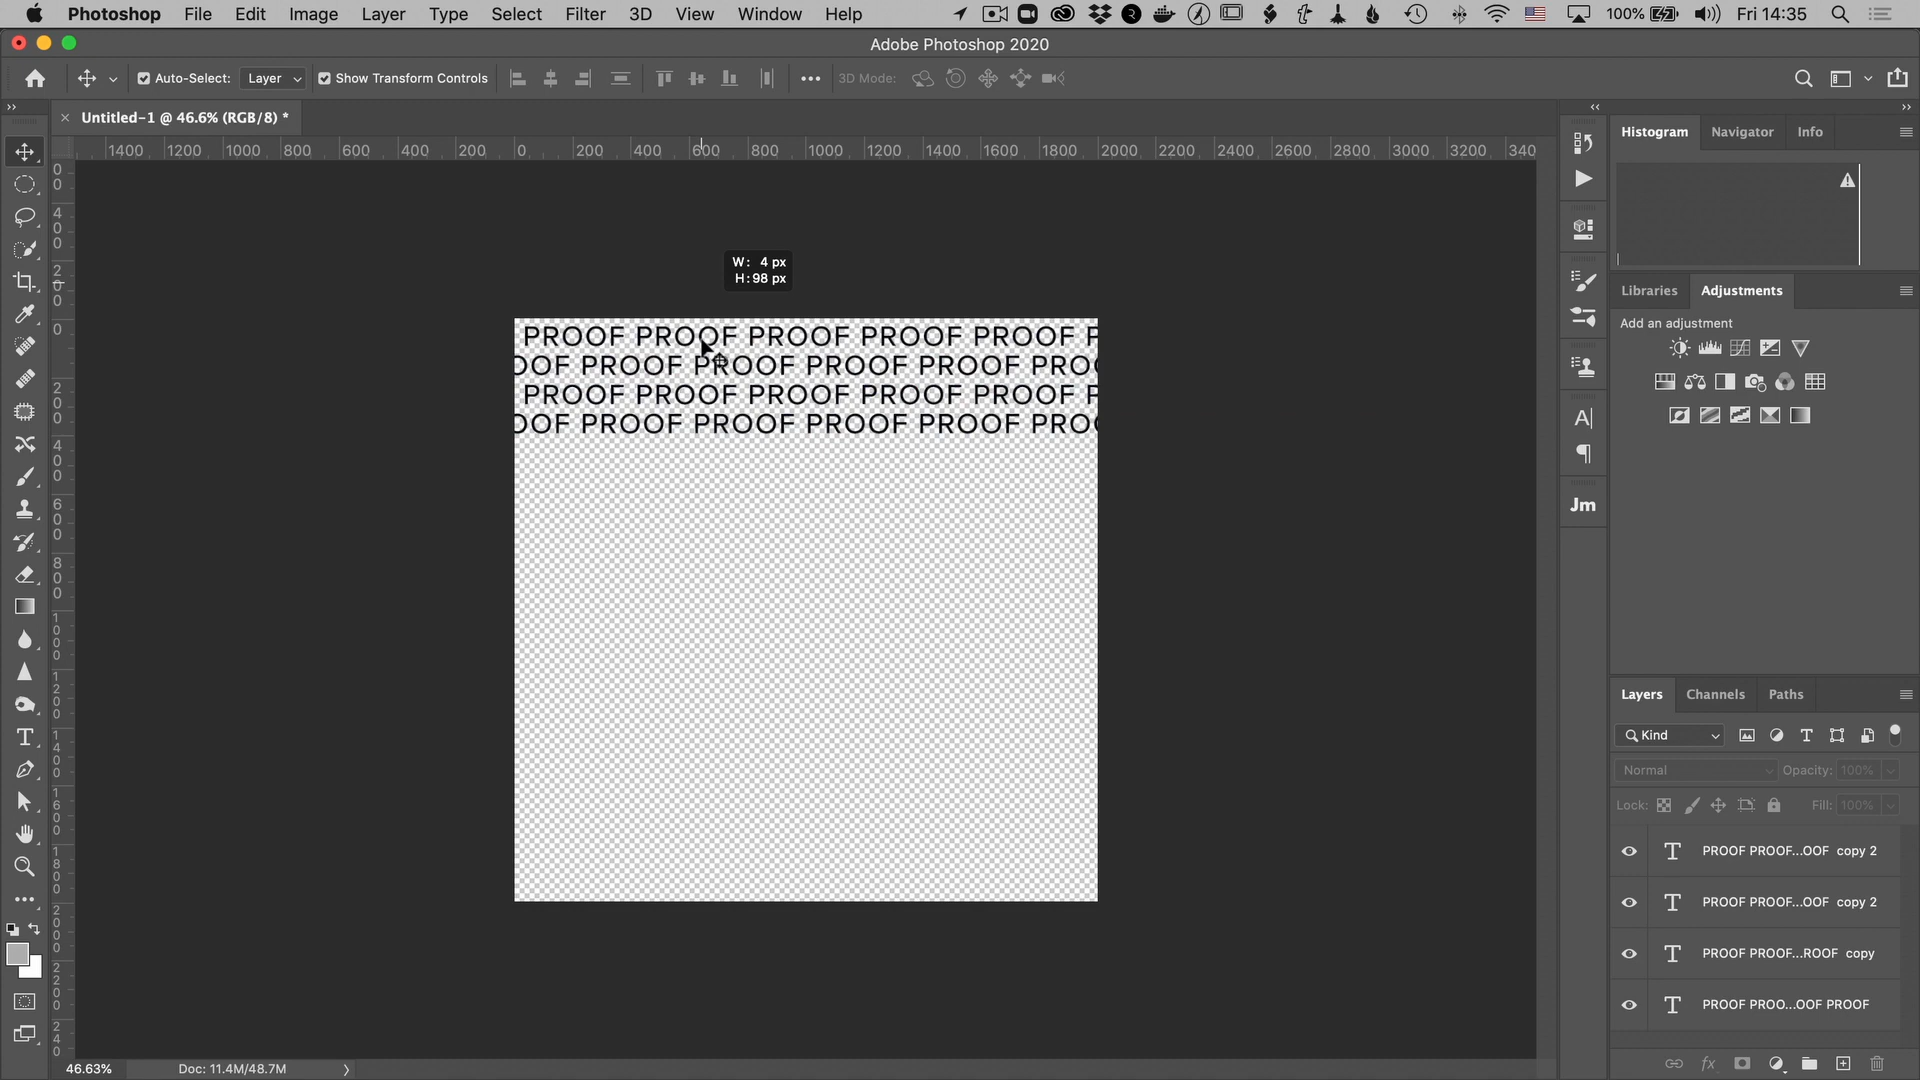 Photoshop File Edit Image Layer Type Select Filter 3D View Window Help 100% Fri 14:35
Adobe Photoshop 2020
Auto-Select: Layer Show Transform Controls 3D Mode:
Untitled-1 @ 46.6% (RGB/8) *
Histogram Navigator Info
1400 1200 1000 800 600 400 200 0 200 400 600 800 1000 1200 1400 1600 1800 2000 2200 2400 2600 2800 3000 3200 340
W: 4 px
H: 98 px
Libraries Adjustments
Add an adjustment
PROOF PROOF PROOF PROOF PROOF P
OOF PROOF PROOF PROOF PROOF PROO
PROOF PROOF PROOF PROOF PROOF P
OOF PROOF PROOF PROOF PROOF PROO
A|
Jm
Layers Channels Paths
Kind
Normal Opacity: 100%
Lock: Fill: 100%
PROOF PROOF...OOF copy 2
PROOF PROOF...OOF copy 2
PROOF PROOF...ROOF copy
PROOF PROO...OOF PROOF
fx
46.63% Doc: 11.4M/48.7M